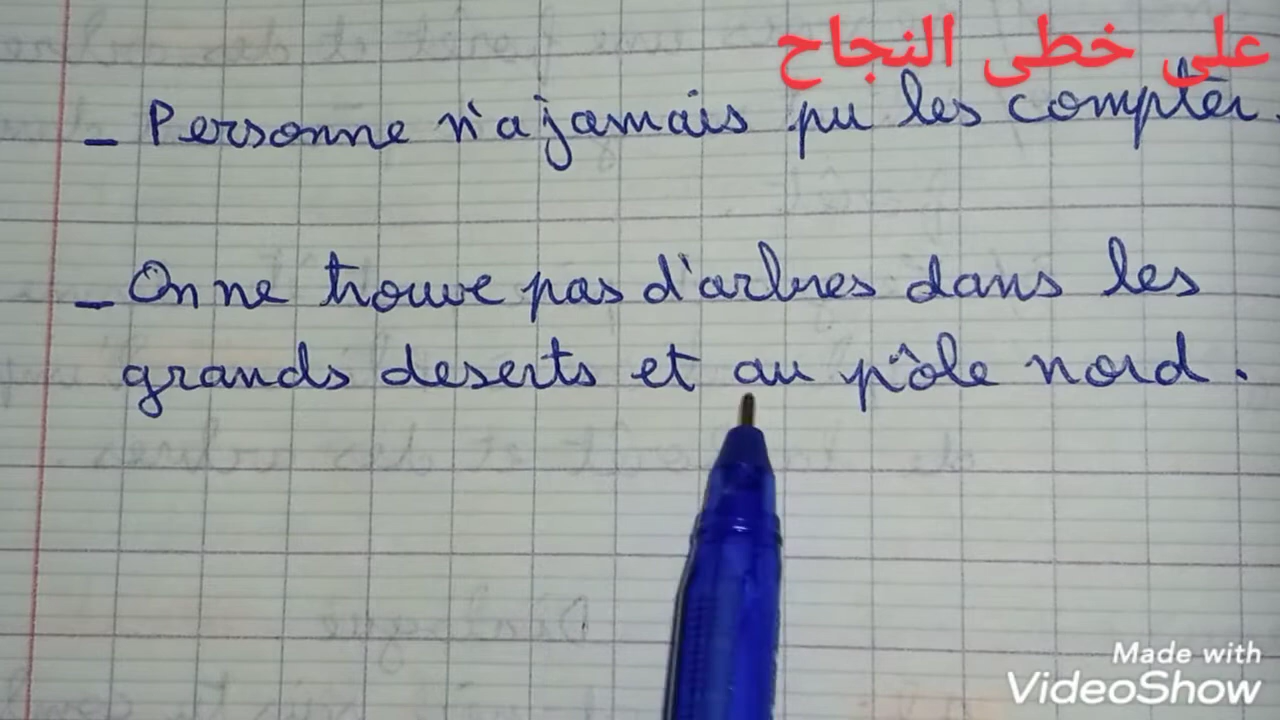 على خطى النجاح
_ Personne n'a jamais pu les compter.
_ On ne trouve pas d'arbres dans les
grands deserts et au pôle nord.
Made with
VideoShow